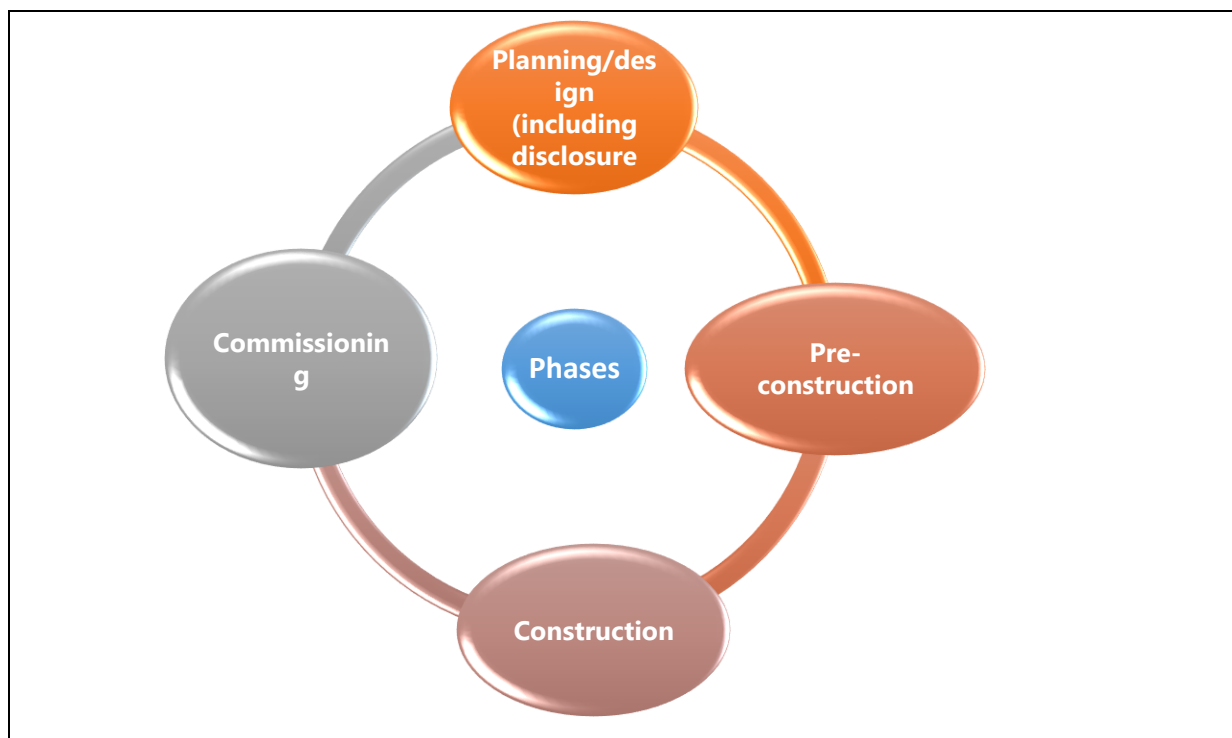 Planning/des
ign
(including
disclosure
Commissionin
g
Phases
Pre-
construction
Construction